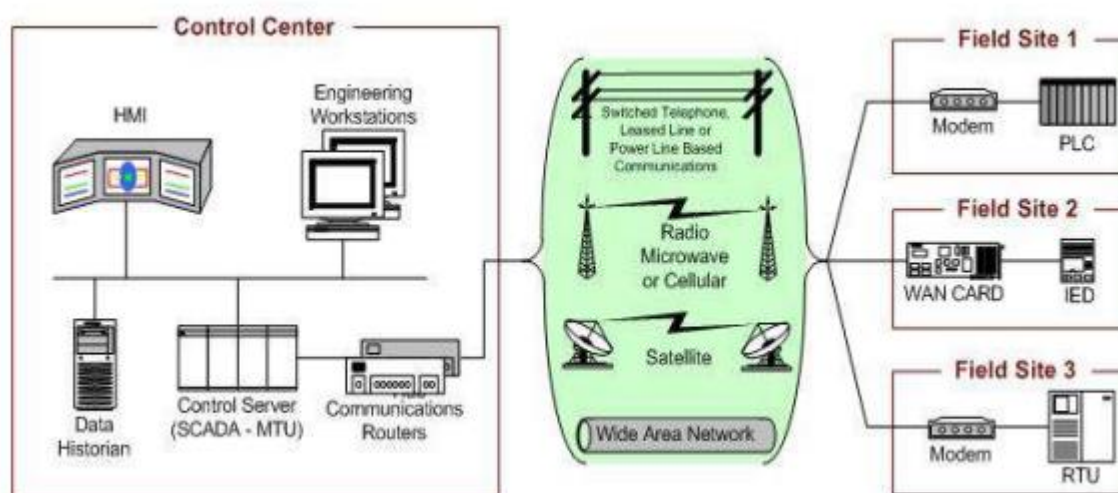 Control Center
HMI
Engineering
Workstations
Data
Historian
Control Server
(SCADA - MTU)
Communications
Routers
Switched Telephone,
Leased Line or
Power Line Based
Communications
Radio
Microwave
or Cellular
Satellite
Wide Area Network
Field Site 1
Modem
PLC
Field Site 2
WAN CARD
IED
Field Site 3
Modem
RTU